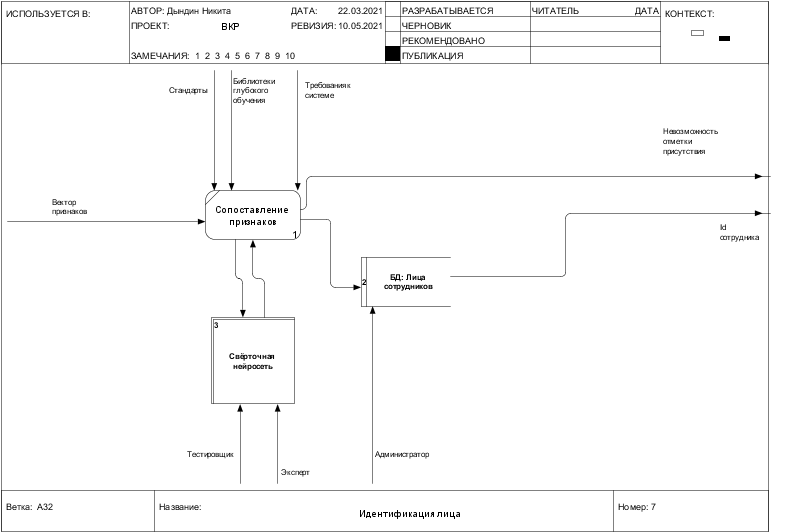 ИСПОЛЬЗУЕТСЯ В:
АВТОР: Дындин Никита
ДАТА: 22.03.2021
ПРОЕКТ: ВКР
РЕВИЗИЯ: 10.05.2021
ЗАМЕЧАНИЯ: 1 2 3 4 5 6 7 8 9 10
РАЗРАБАТЫВАЕТСЯ
ЧЕРНОВИК
РЕКОМЕНДОВАНО
ПУБЛИКАЦИЯ
ЧИТАТЕЛЬ ДАТА
КОНТЕКСТ:
Стандарты
Библиотеки
глубокого
обучения
Требования к
системе
Невозможность
отметки
присутствия
Вектор
признаков
Сопоставление
признаков
1
Id
сотрудника
2
БД: Лица
сотрудников
3
Свёрточная
нейросеть
Тестировщик
Эксперт
Администратор
Ветка: A32
Название:
Идентификация лица
Номер: 7